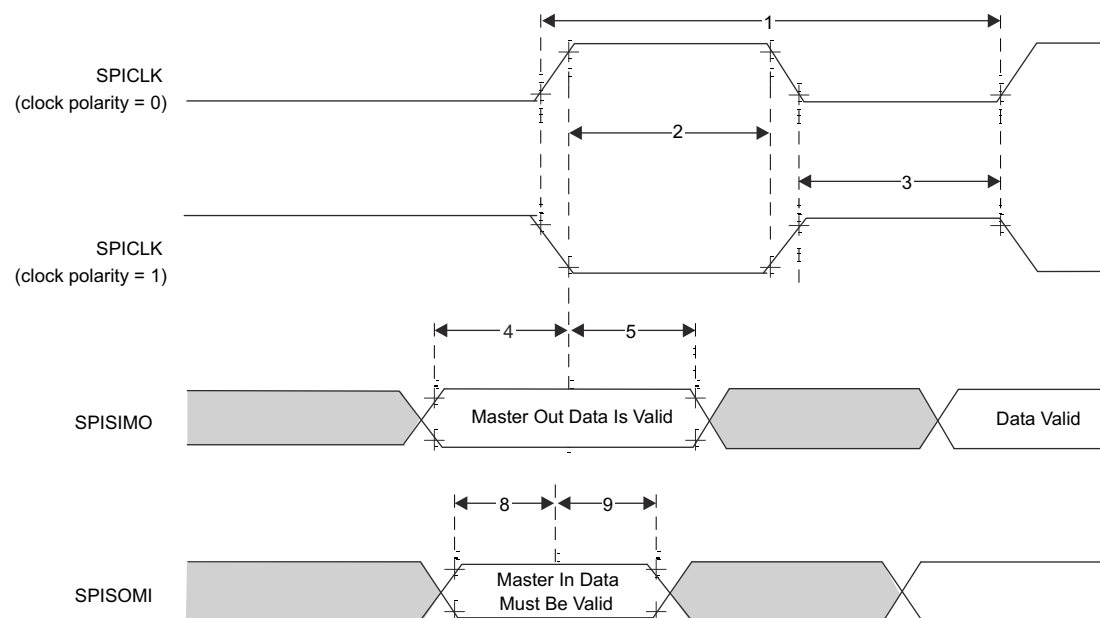 1
SPICLK
(clock polarity = 0)
2
3
SPICLK
(clock polarity = 1)
4
5
SPISIMO
Master Out Data Is Valid
Data Valid
8
9
SPISOMI
Master In Data
Must Be Valid